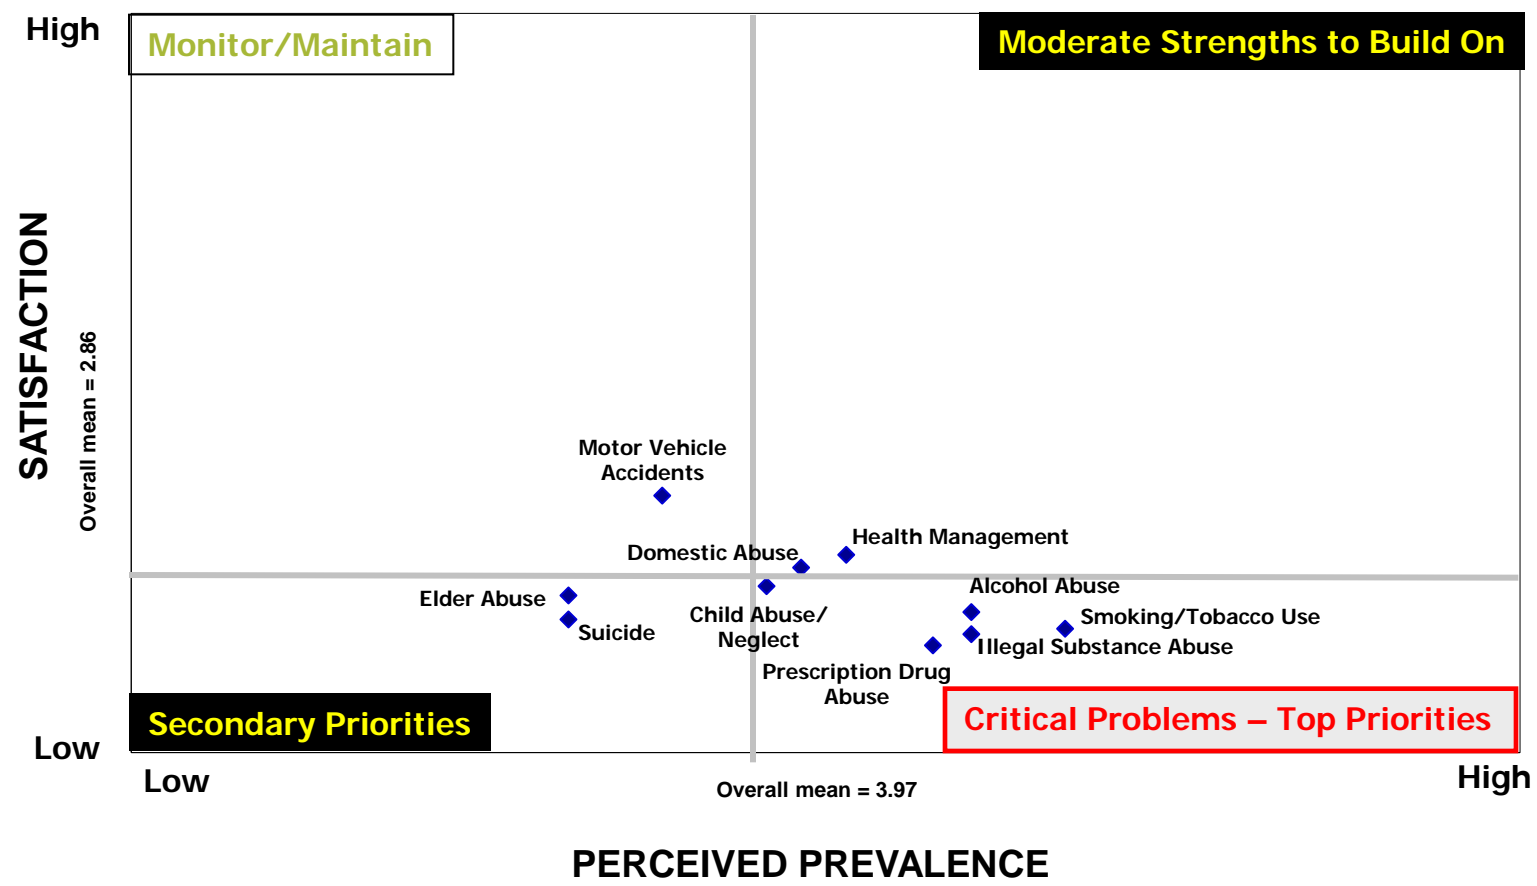 High
Monitor/Maintain
Moderate Strengths to Build On
SATISFACTION
Overall mean = 2.86
Motor Vehicle
Accidents
Health Management
Domestic Abuse
Alcohol Abuse
Elder Abuse
Child Abuse/
Neglect
Smoking/Tobacco Use
Suicide
Illegal Substance Abuse
Prescription Drug
Abuse
Secondary Priorities
Critical Problems – Top Priorities
Low
Low
High
Overall mean = 3.97
PERCEIVED PREVALENCE